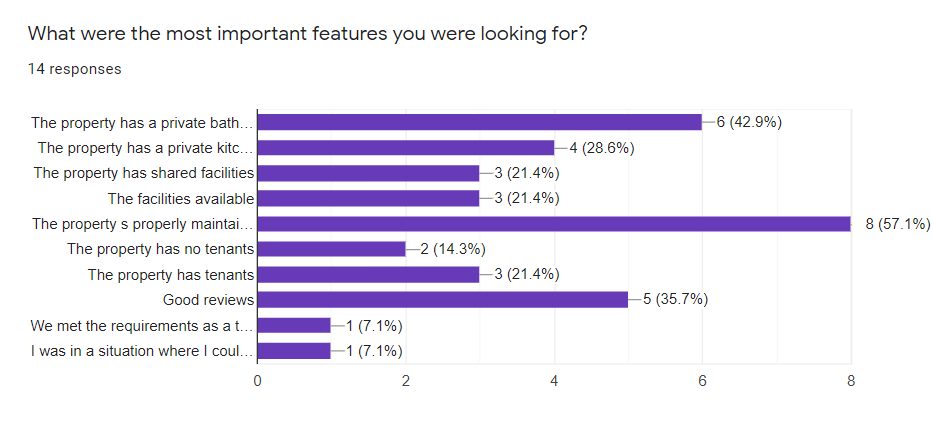 What were the most important features you were looking for?
14 responses
The property has a private bath... 6 (42.9%)
The property has a private kitc... 4 (28.6%)
The property has shared facilities 3 (21.4%)
The facilities available 3 (21.4%)
The property s properly maintai... 8 (57.1%)
The property has no tenants 2 (14.3%)
The property has tenants 3 (21.4%)
Good reviews 5 (35.7%)
We met the requirements as a t... 1 (7.1%)
I was in a situation where I coul... 1 (7.1%)
0 2 4 6 8